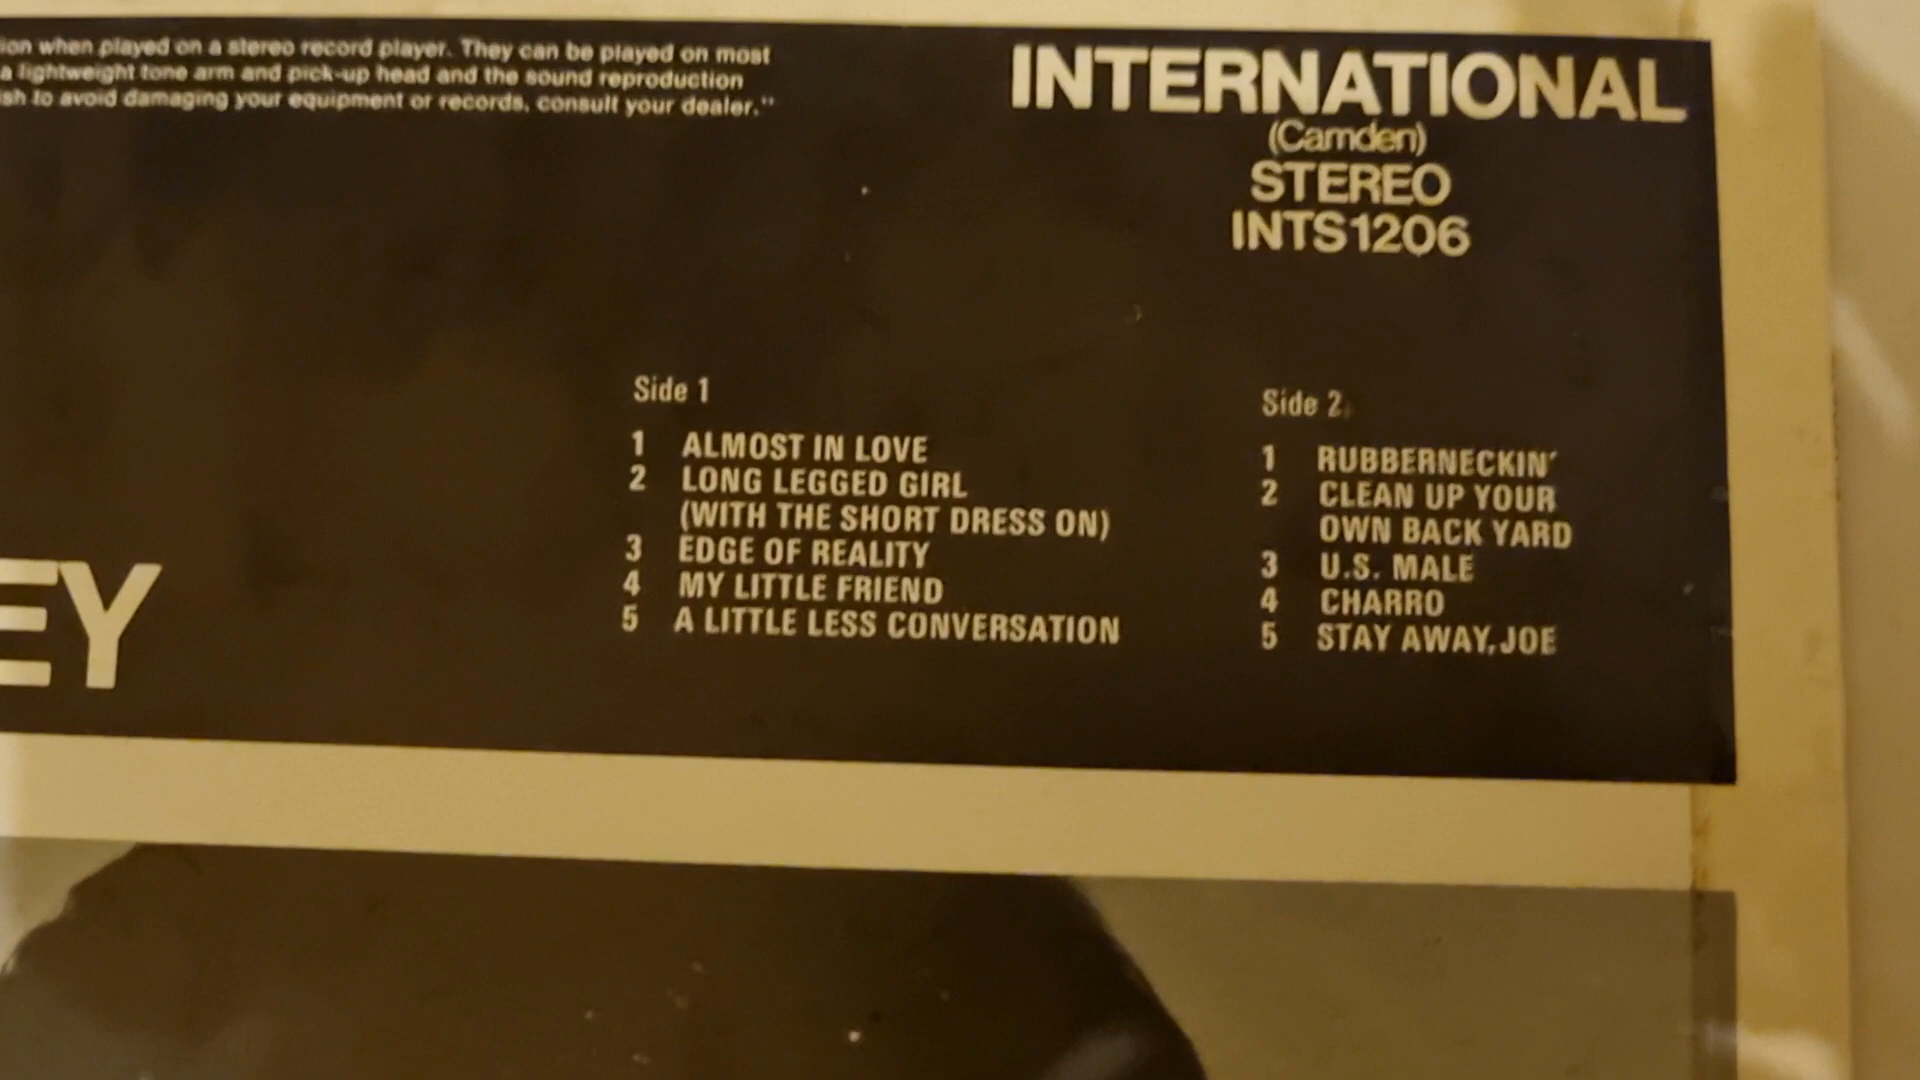 ion when played on a stereo record player. They can be played on most
a lightweight tone arm and pick-up head and the sound reproduction
sh to avoid damaging your equipment or records, consult your dealer."
INTERNATIONAL
(Camden)
STEREO
INTS1206
Side 1
1 ALMOST IN LOVE
2 LONG LEGGED GIRL
(WITH THE SHORT DRESS ON)
3 EDGE OF REALITY
4 MY LITTLE FRIEND
5 A LITTLE LESS CONVERSATION
Side 2
1 RUBBERNECKIN'
2 CLEAN UP YOUR
OWN BACK YARD
3 U.S. MALE
4 CHARRO
5 STAY AWAY, JOE
EY